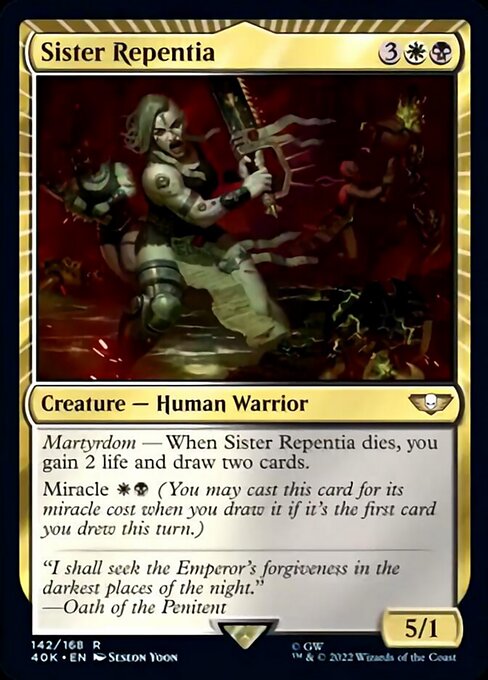 Sister Repentia 3
Creature — Human Warrior
Martyrdom — When Sister Repentia dies, you
gain 2 life and draw two cards.
Miracle (You may cast this card for its
miracle cost when you draw it if it's the first card
you drew this turn.)
"I shall seek the Emperor's forgiveness in the
darkest places of the night."
—Oath of the Penitent
5/1
142/168 R
40K • EN Seseon Yoon
© GW
™ & © 2022 Wizards of the Coast